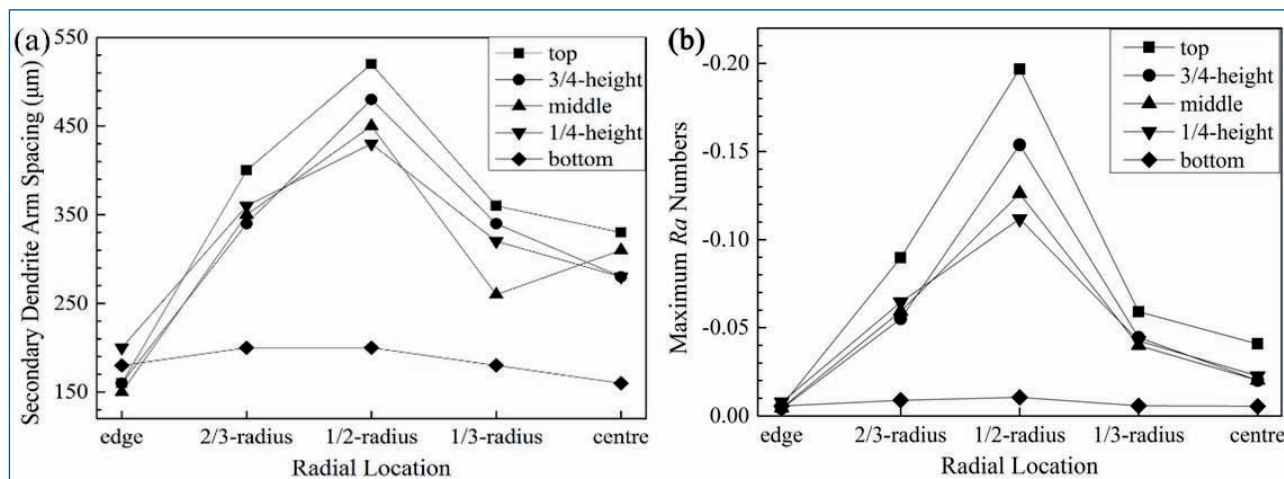 (a)
550
450
350
250
150
Secondary Dendrite Arm Spacing (μm)
top
3/4-height
middle
1/4-height
bottom
edge 2/3-radius 1/2-radius 1/3-radius centre
Radial Location
(b)
-0.20
-0.15
-0.10
-0.05
0.00
Maximum Ra Numbers
top
3/4-height
middle
1/4-height
bottom
edge 2/3-radius 1/2-radius 1/3-radius centre
Radial Location